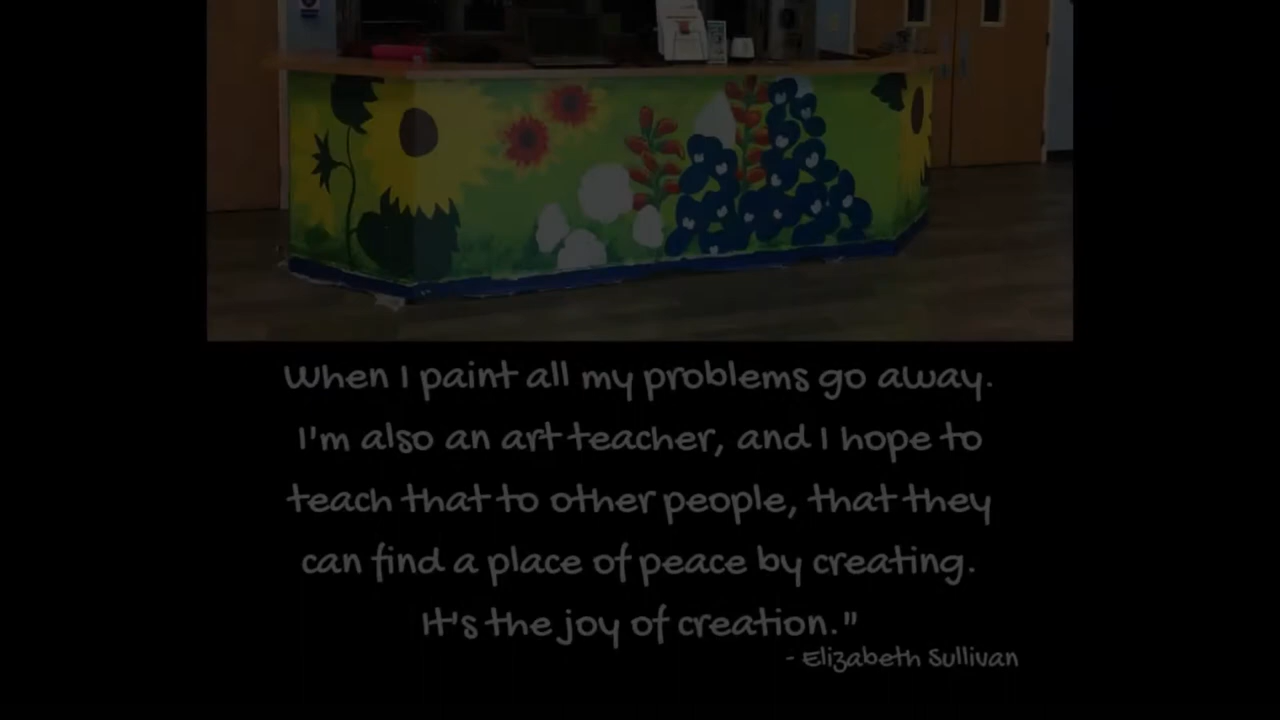 When I paint all my problems go away.
I'm also an art teacher, and I hope to
teach that to other people, that they
can find a place of peace by creating.
It's the joy of creation."
- Elizabeth Sullivan